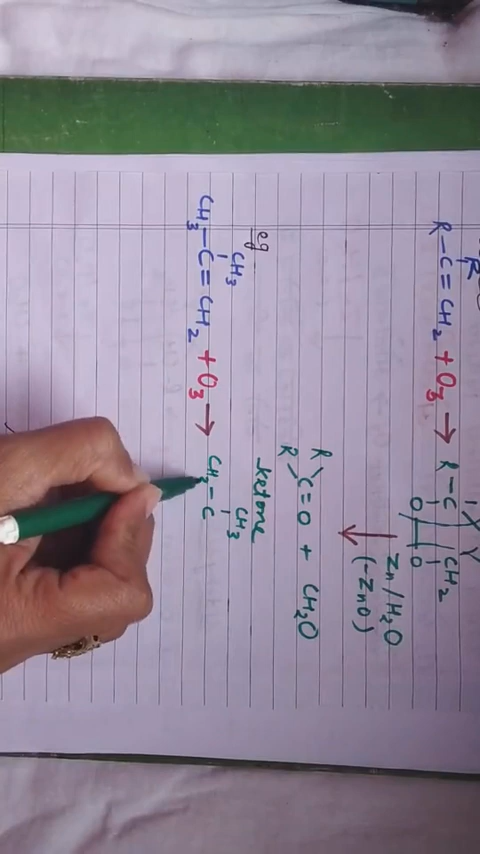 R
R-C=CH2 + O3 → R-C CH2
O O
Zn/H2O
(-ZnO)
R
C=O + CH2O
R
ketone
eg
CH3 CH3
CH3-C=CH2 + O3 → CH3-C